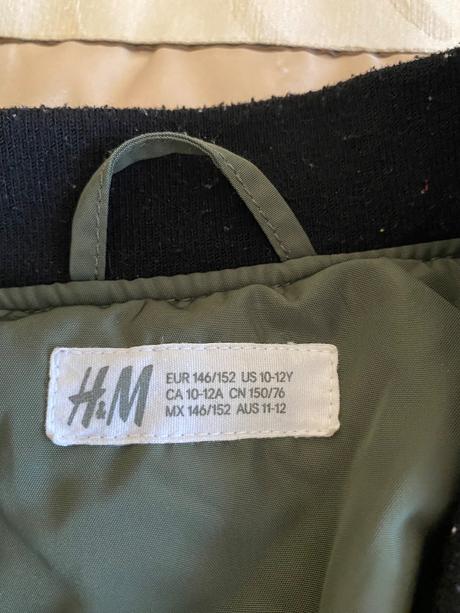 H&M
EUR 146/152 US 10-12Y
CA 10-12A CN 150/76
MX 146/152 AUS 11-12